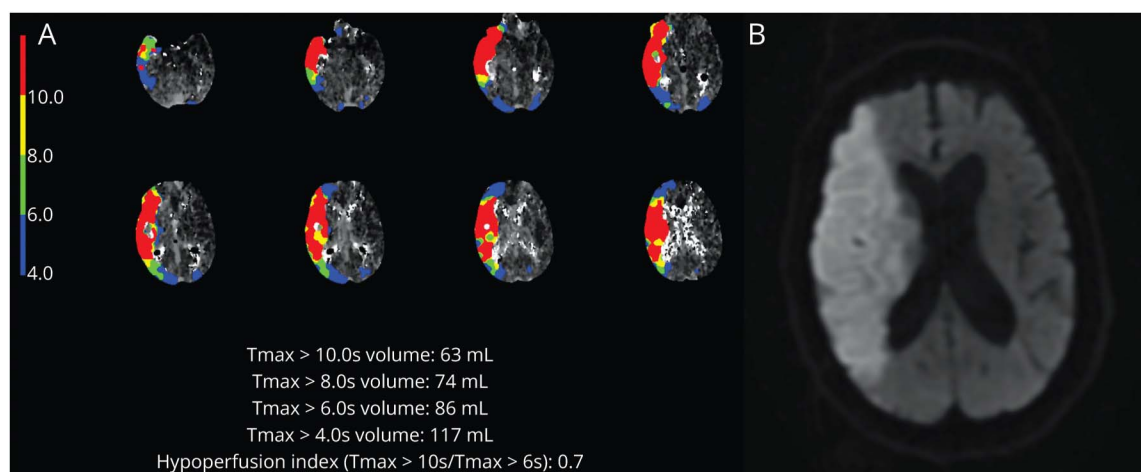 A
B
10.0
8.0
6.0
4.0
Tmax > 10.0s volume: 63 mL
Tmax > 8.0s volume: 74 mL
Tmax > 6.0s volume: 86 mL
Tmax > 4.0s volume: 117 mL
Hypoperfusion index (Tmax > 10s/Tmax > 6s): 0.7